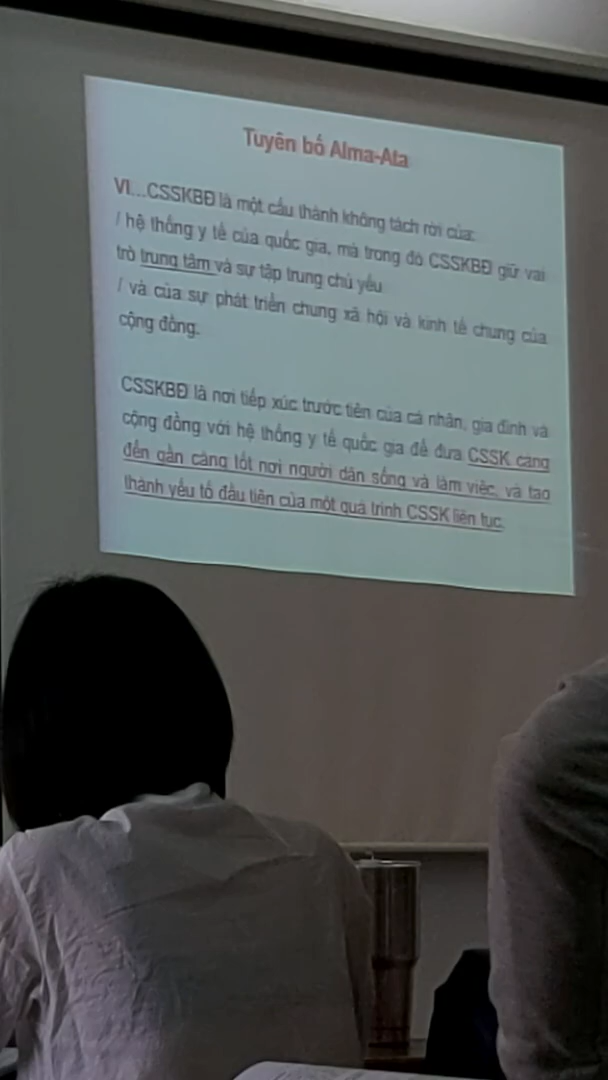 Tuyên bố Alma-Ata
VI...CSSKBĐ là một cấu thành không tách rời của:
/ hệ thống y tế của quốc gia, mà trong đó CSSKBĐ giữ vai
trò trung tâm và sự tập trung chủ yếu
/ và của sự phát triển chung xã hội và kinh tế chung của
cộng đồng.
CSSKBĐ là nơi tiếp xúc trước tiên của cá nhân, gia đình và
cộng đồng với hệ thống y tế quốc gia để đưa CSSK càng
đến gần càng tốt nơi người dân sống và làm việc, và tạo
thành yếu tố đầu tiên của một quá trình CSSK liên tục.